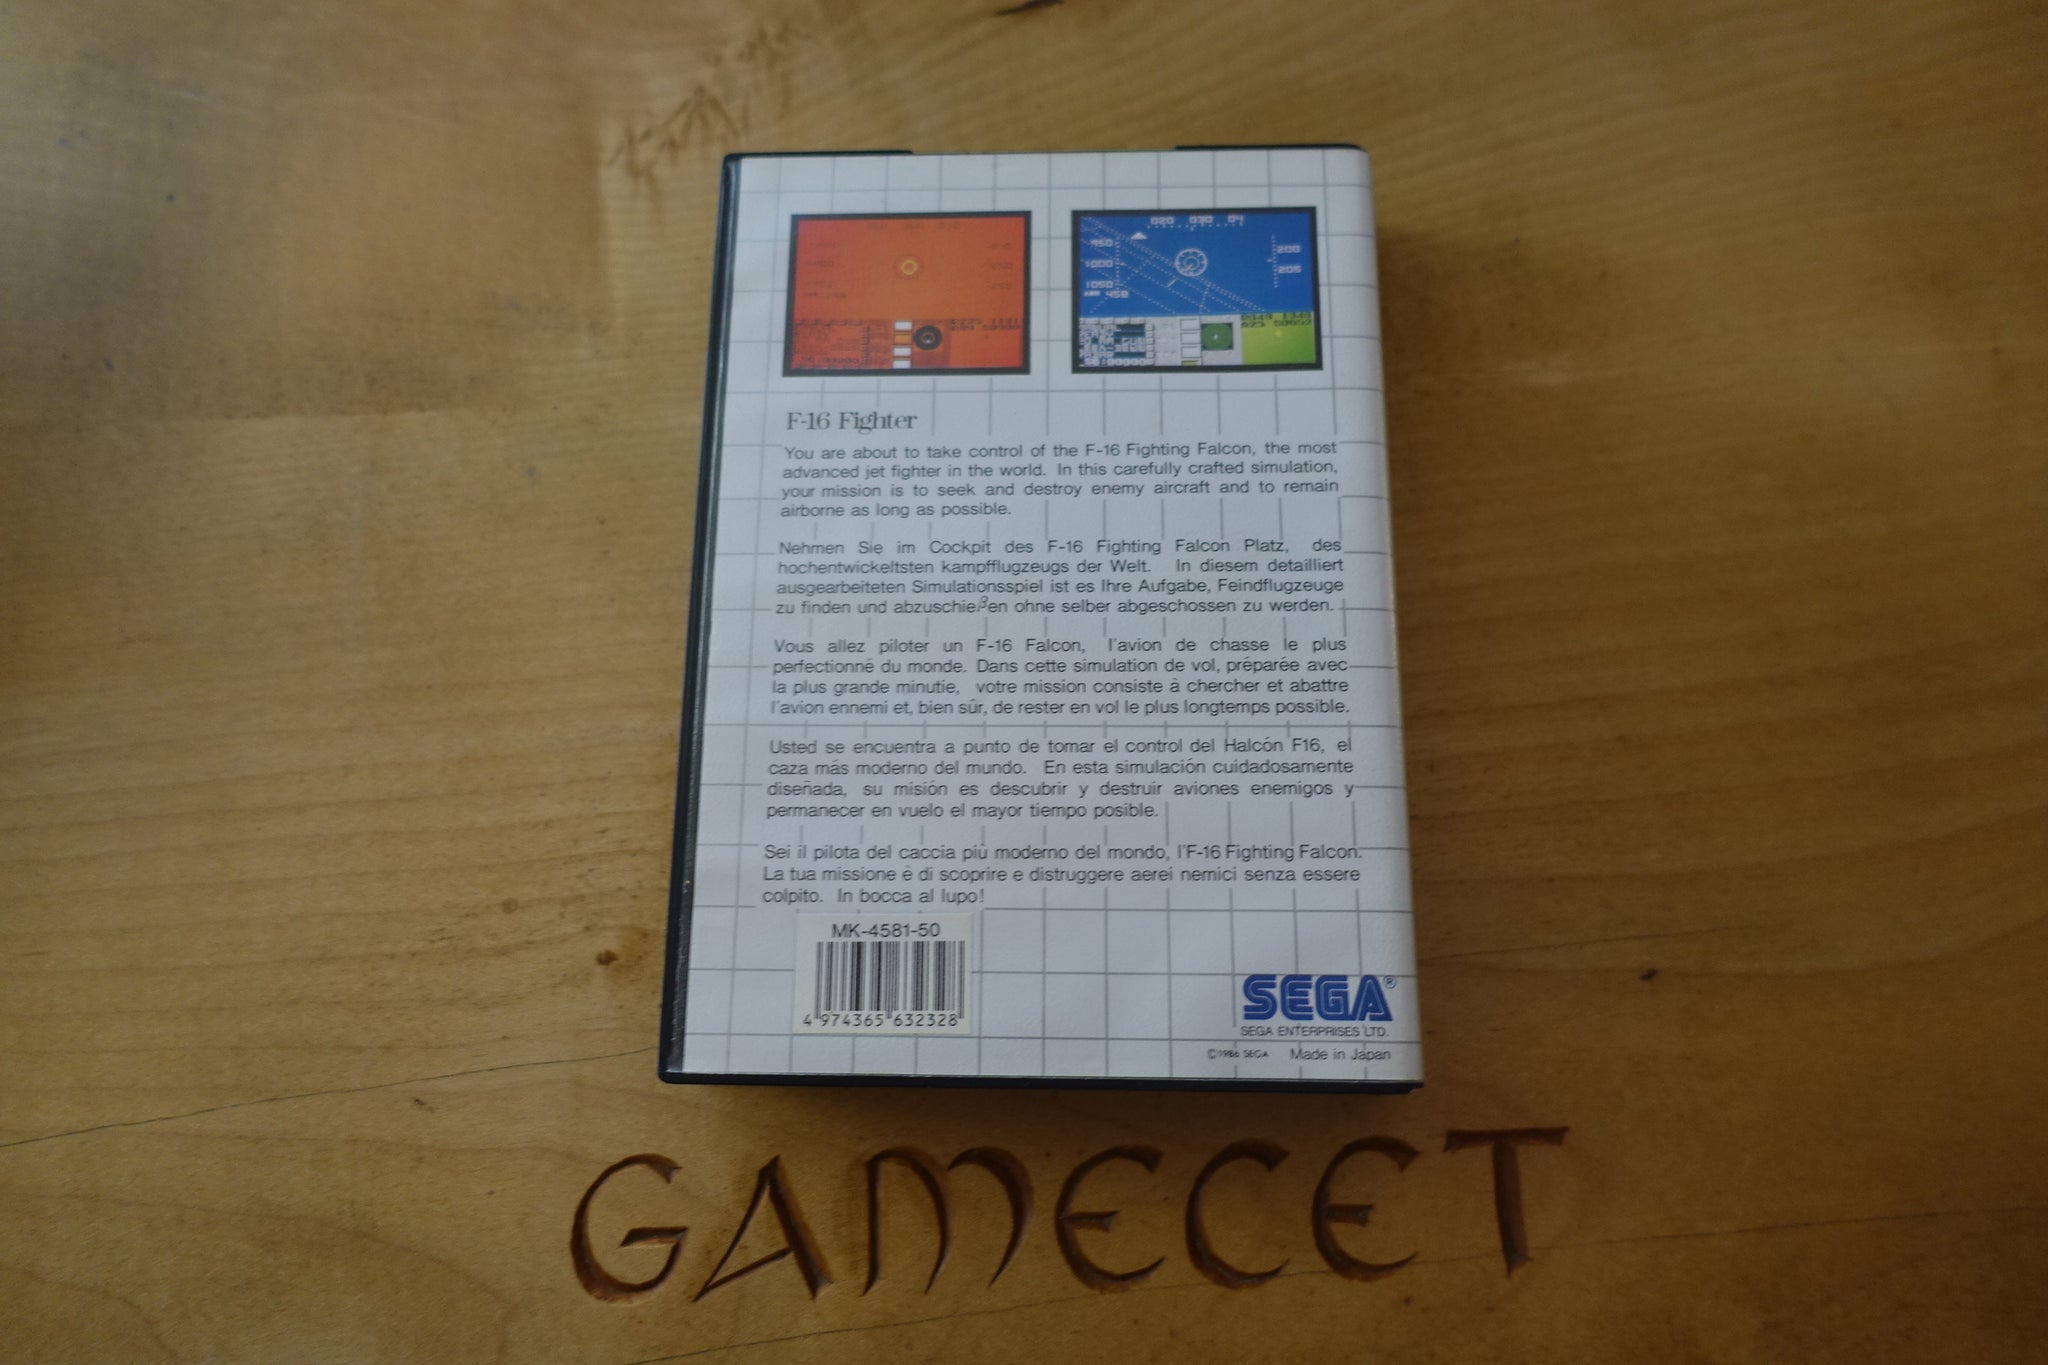 020 030 04
950
1000
1050
458
200
205
F-16 Fighter
You are about to take control of the F-16 Fighting Falcon, the most
advanced jet fighter in the world. In this carefully crafted simulation,
your mission is to seek and destroy enemy aircraft and to remain
airborne as long as possible.
Nehmen Sie im Cockpit des F-16 Fighting Falcon Platz, des
hochentwickeltsten kampfflugzeugs der Welt. In diesem detailliert
ausgearbeiteten Simulationsspiel ist es Ihre Aufgabe, Feindflugzeuge
zu finden und abzuschießen ohne selber abgeschossen zu werden.
Vous allez piloter un F-16 Falcon, l'avion de chasse le plus
perfectionné du monde. Dans cette simulation de vol, préparée avec
la plus grande minutie, votre mission consiste à chercher et abattre
l'avion ennemi et, bien sûr, de rester en vol le plus longtemps possible.
Usted se encuentra a punto de tomar el control del Halcón F16, el
caza más moderno del mundo. En esta simulación cuidadosamente
diseñada, su misión es descubrir y destruir aviones enemigos y
permanecer en vuelo el mayor tiempo posible.
Sei il pilota del caccia più moderno del mondo, l'F-16 Fighting Falcon.
La tua missione è di scoprire e distruggere aerei nemici senza essere
colpito. In bocca al lupo!
MK-4581-50
4 974365 632328
SEGA®
SEGA ENTERPRISES LTD.
©1986 SEGA Made in Japan
GAMECET